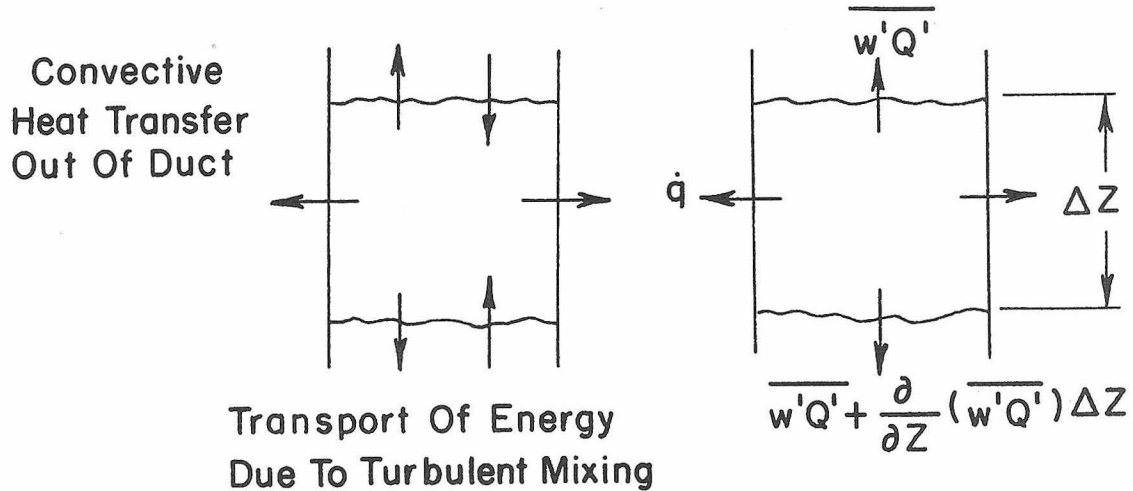 Convective
Heat Transfer
Out Of Duct
Transport Of Energy
Due To Turbulent Mixing
w'Q'
q̇
ΔZ
w'Q' + ∂/∂Z (w'Q') ΔZ